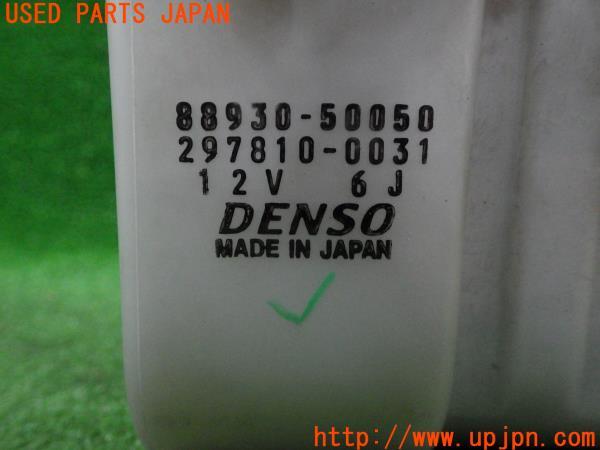 USED PARTS JAPAN
88930-50050
297810-0031
12V 6J
DENSO
MADE IN JAPAN
http://www.upjpn.com